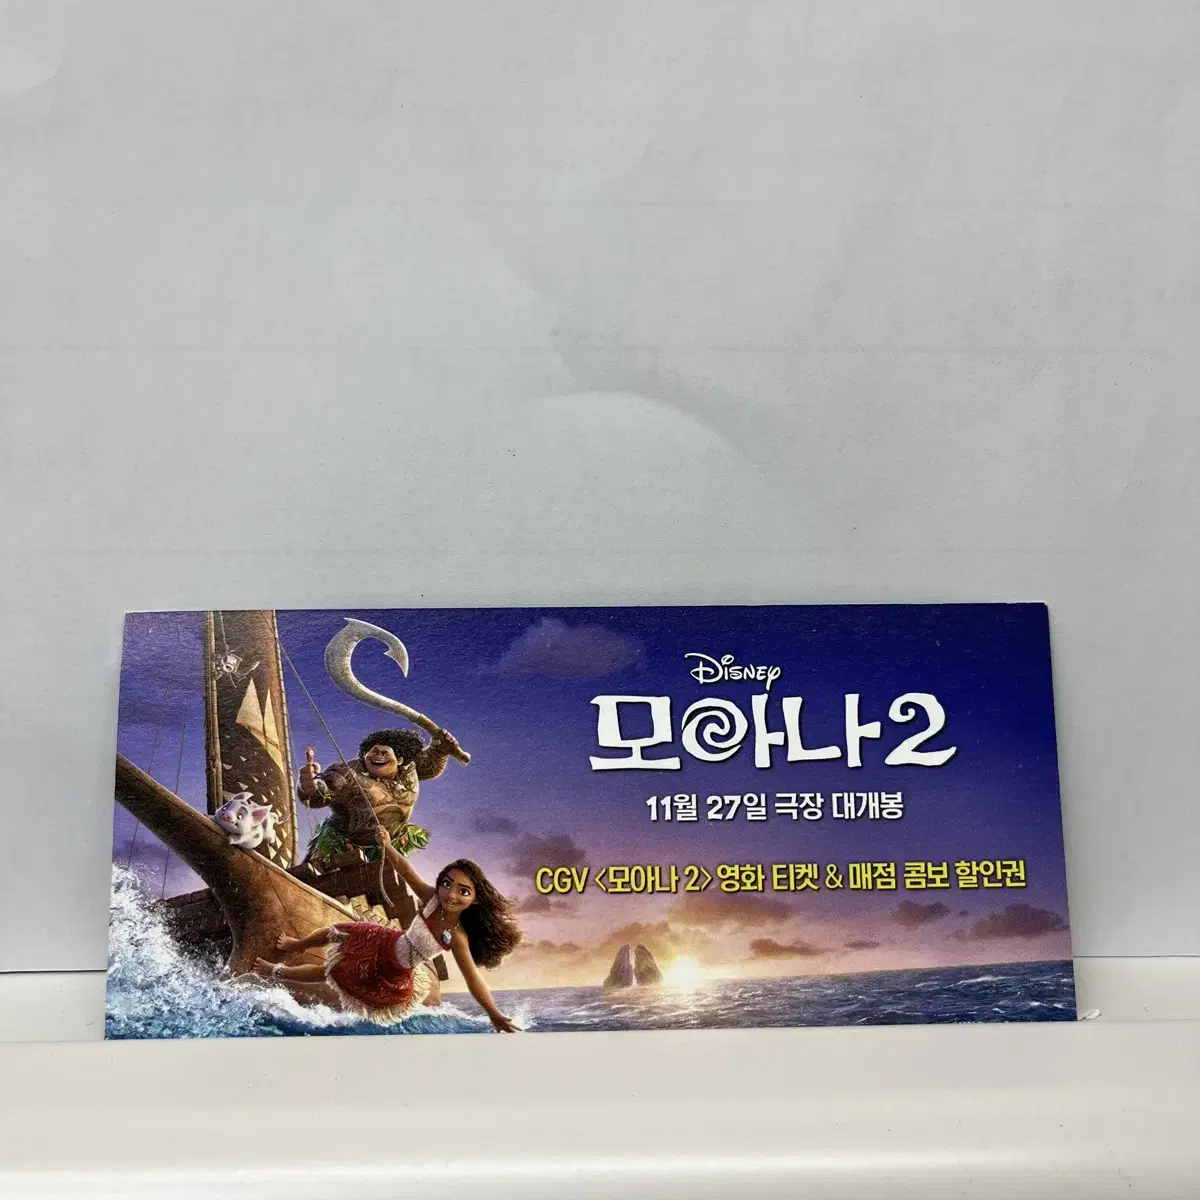 Disney
모아나2
11월 27일 극장 대개봉
CGV <모아나 2> 영화 티켓 & 매점 콤보 할인권